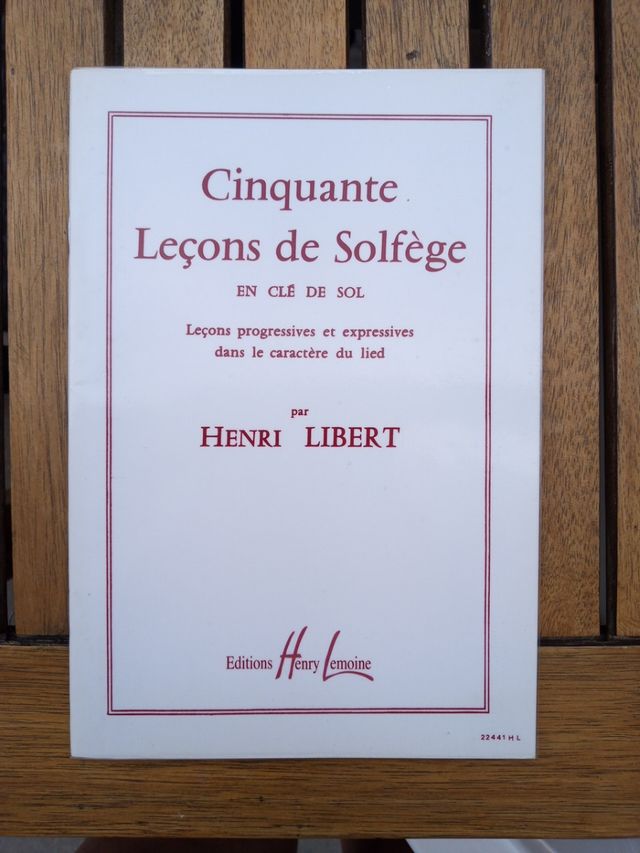 Cinquante
Leçons de Solfège
EN CLÉ DE SOL
Leçons progressives et expressives
dans le caractère du lied
par
HENRI LIBERT
Editions Henry Lemoine
22441 H L